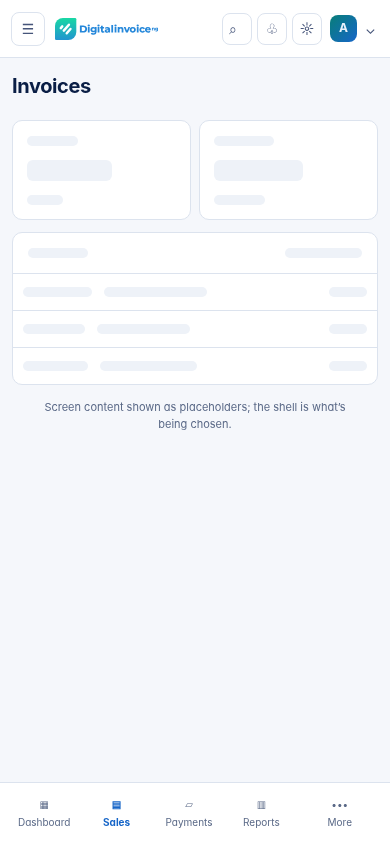 Digitalinvoice
A
Invoices
Screen content shown as placeholders; the shell is what's
being chosen.
Dashboard Sales Payments Reports More